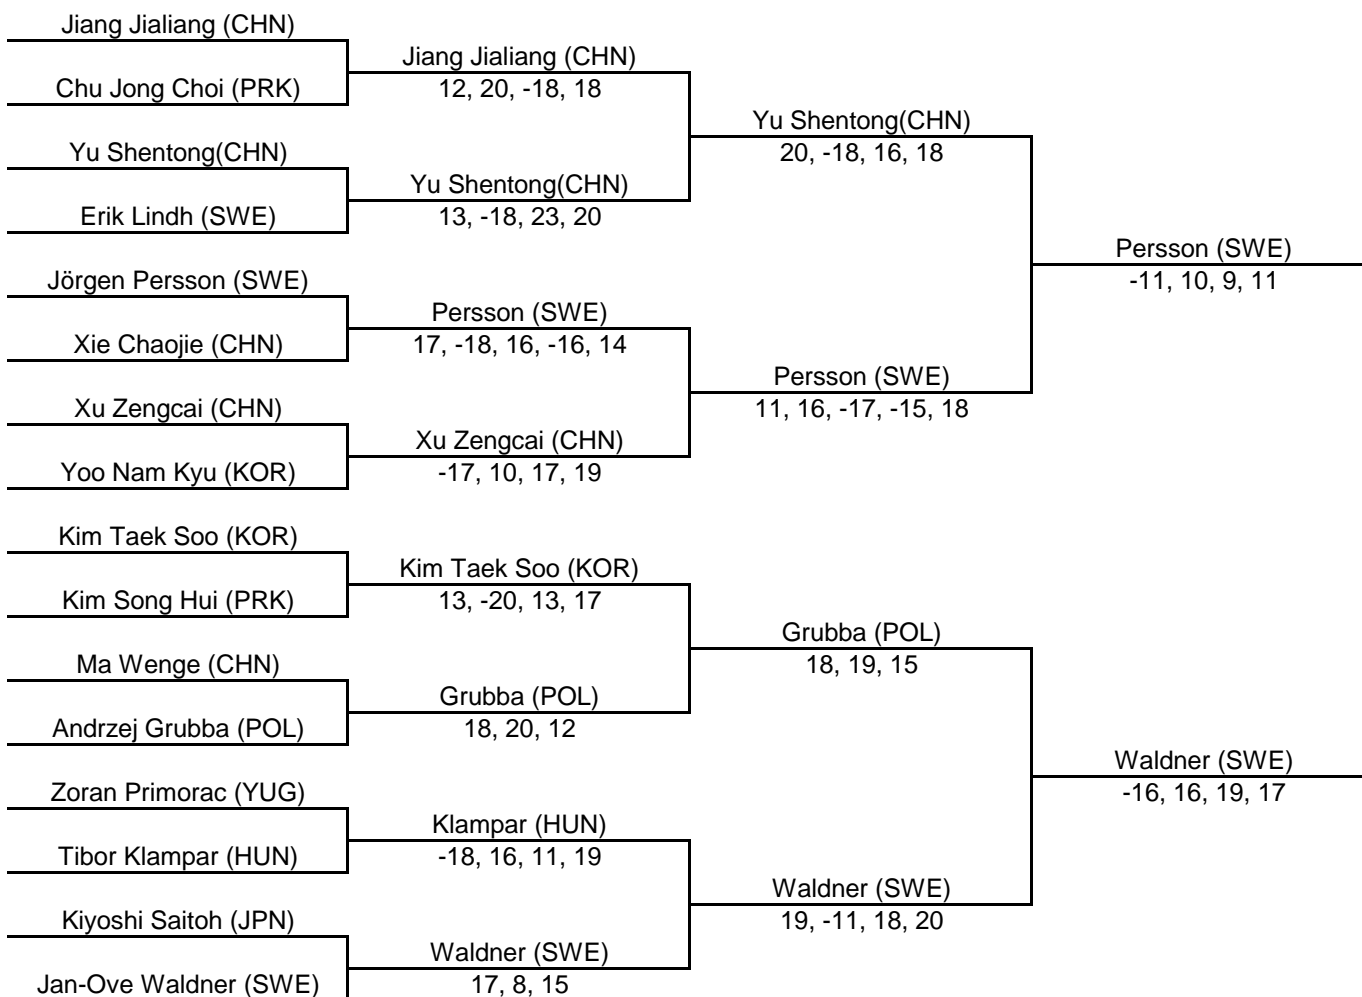 Jiang Jialiang (CHN)
Chu Jong Choi (PRK)
Yu Shentong(CHN)
Erik Lindh (SWE)
Jörgen Persson (SWE)
Xie Chaojie (CHN)
Xu Zengcai (CHN)
Yoo Nam Kyu (KOR)
Kim Taek Soo (KOR)
Kim Song Hui (PRK)
Ma Wenge (CHN)
Andrzej Grubba (POL)
Zoran Primorac (YUG)
Tibor Klampar (HUN)
Kiyoshi Saitoh (JPN)
Jan-Ove Waldner (SWE)
Jiang Jialiang (CHN)
12, 20, -18, 18
Yu Shentong(CHN)
13, -18, 23, 20
Persson (SWE)
17, -18, 16, -16, 14
Xu Zengcai (CHN)
-17, 10, 17, 19
Kim Taek Soo (KOR)
13, -20, 13, 17
Grubba (POL)
18, 20, 12
Klampar (HUN)
-18, 16, 11, 19
Waldner (SWE)
17, 8, 15
Yu Shentong(CHN)
20, -18, 16, 18
Persson (SWE)
11, 16, -17, -15, 18
Grubba (POL)
18, 19, 15
Waldner (SWE)
19, -11, 18, 20
Persson (SWE)
-11, 10, 9, 11
Waldner (SWE)
-16, 16, 19, 17